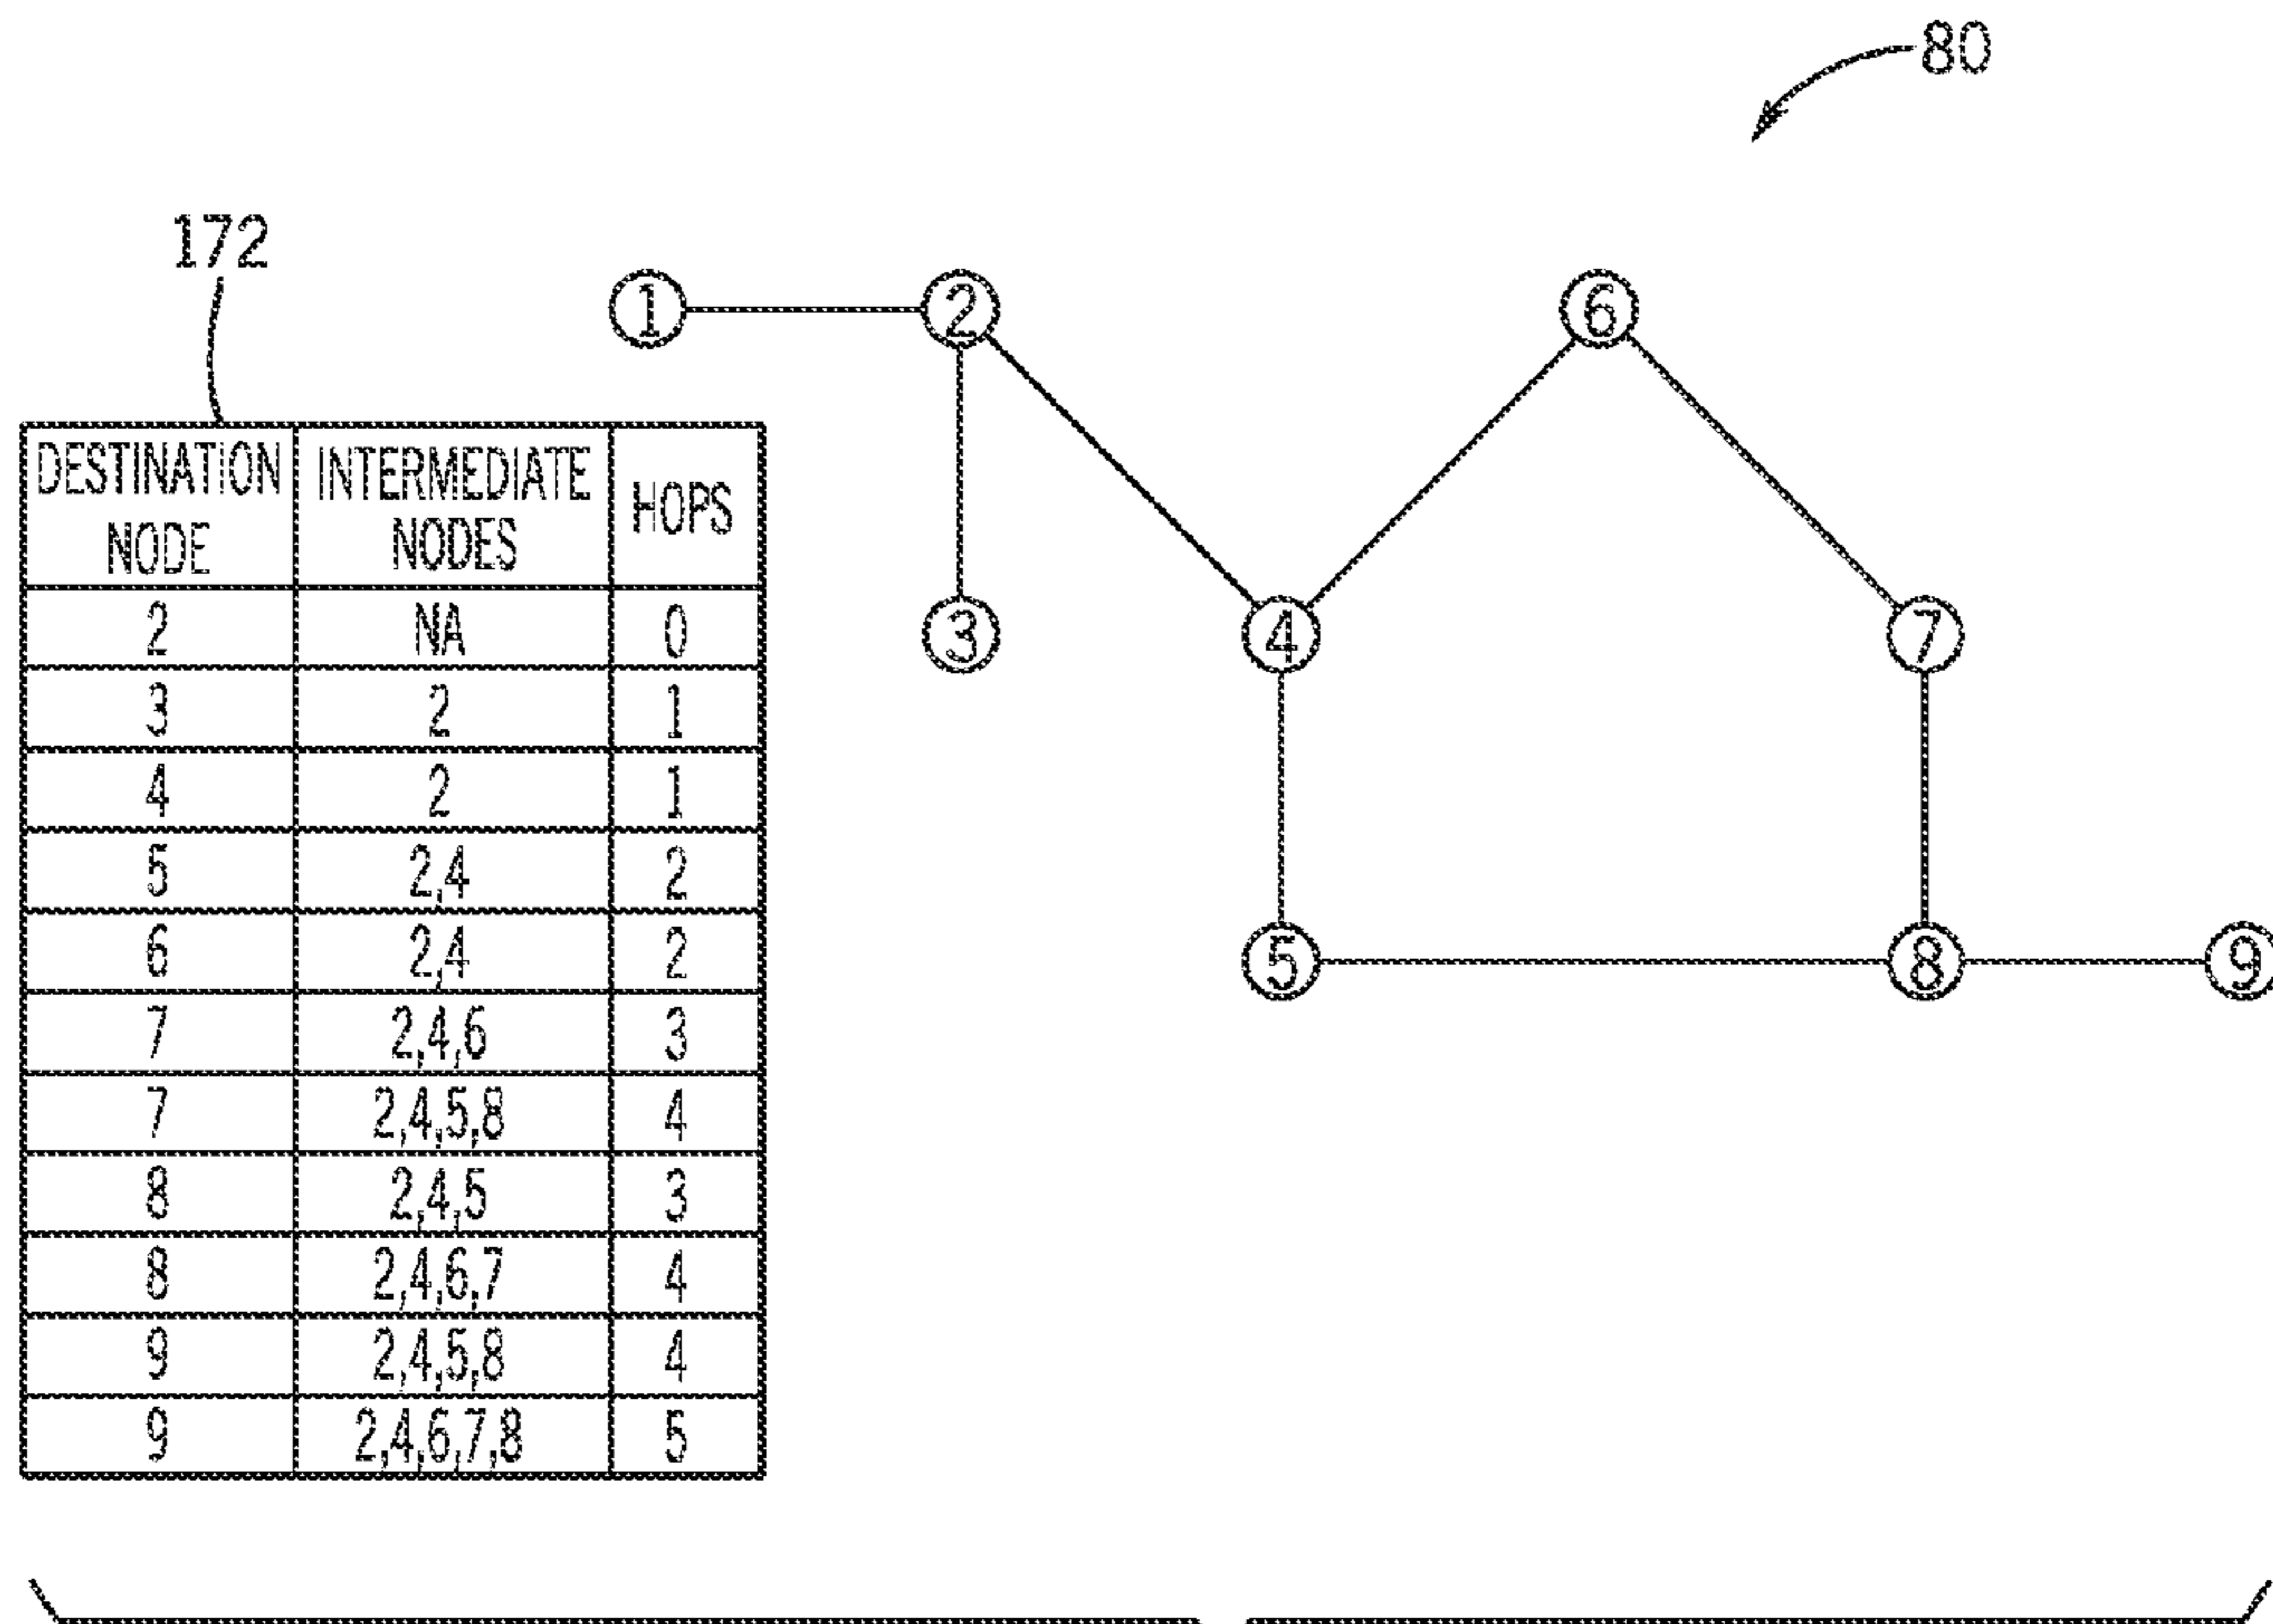 80
172
1 2 6
DESTINATION NODE INTERMEDIATE NODES HOPS
2 NA 0
3 2 1
4 2 1
5 2,4 2
6 2,4 2
7 2,4,6 3
7 2,4,5,8 4
8 2,4,5 3
8 2,4,6,7 4
9 2,4,5,8 4
9 2,4,6,7,8 5
3 4 7
5 8 9